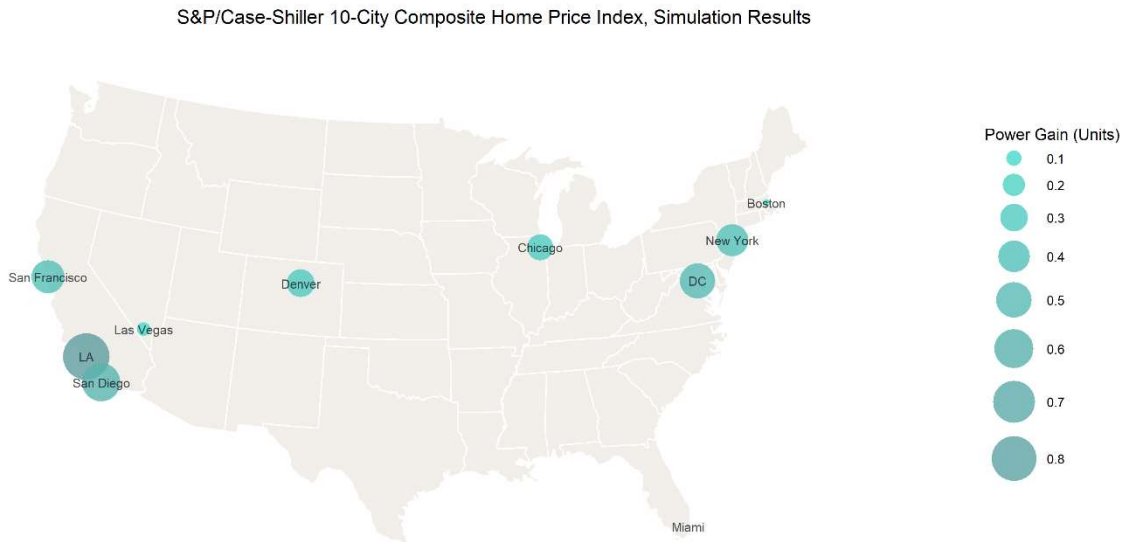 S&P/Case-Shiller 10-City Composite Home Price Index, Simulation Results
Power Gain (Units)
0.1
0.2
0.3
0.4
0.5
0.6
0.7
0.8
Boston
New York
Chicago
San Francisco
Denver
DC
Las Vegas
LA
San Diego
Miami